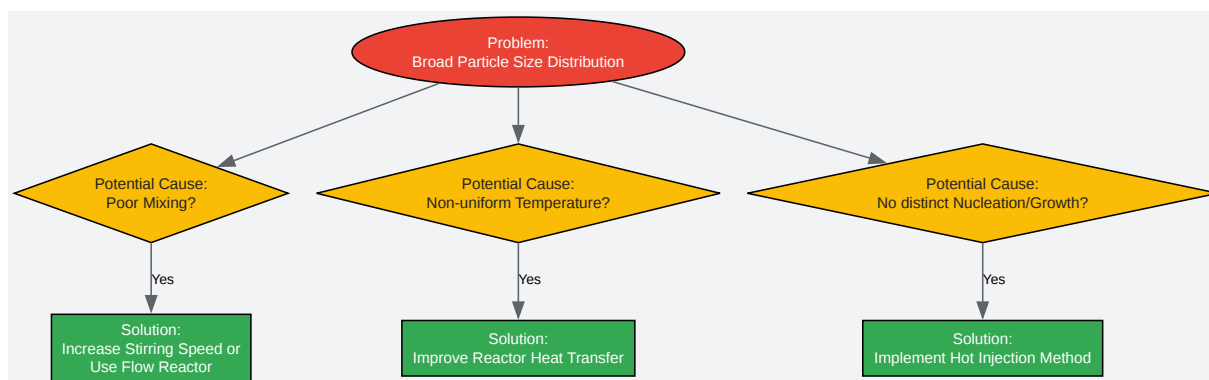 Problem:
Broad Particle Size Distribution
Potential Cause:
Poor Mixing?
Potential Cause:
Non-uniform Temperature?
Potential Cause:
No distinct Nucleation/Growth?
Yes
Yes
Yes
Solution:
Increase Stirring Speed or
Use Flow Reactor
Solution:
Improve Reactor Heat Transfer
Solution:
Implement Hot Injection Method